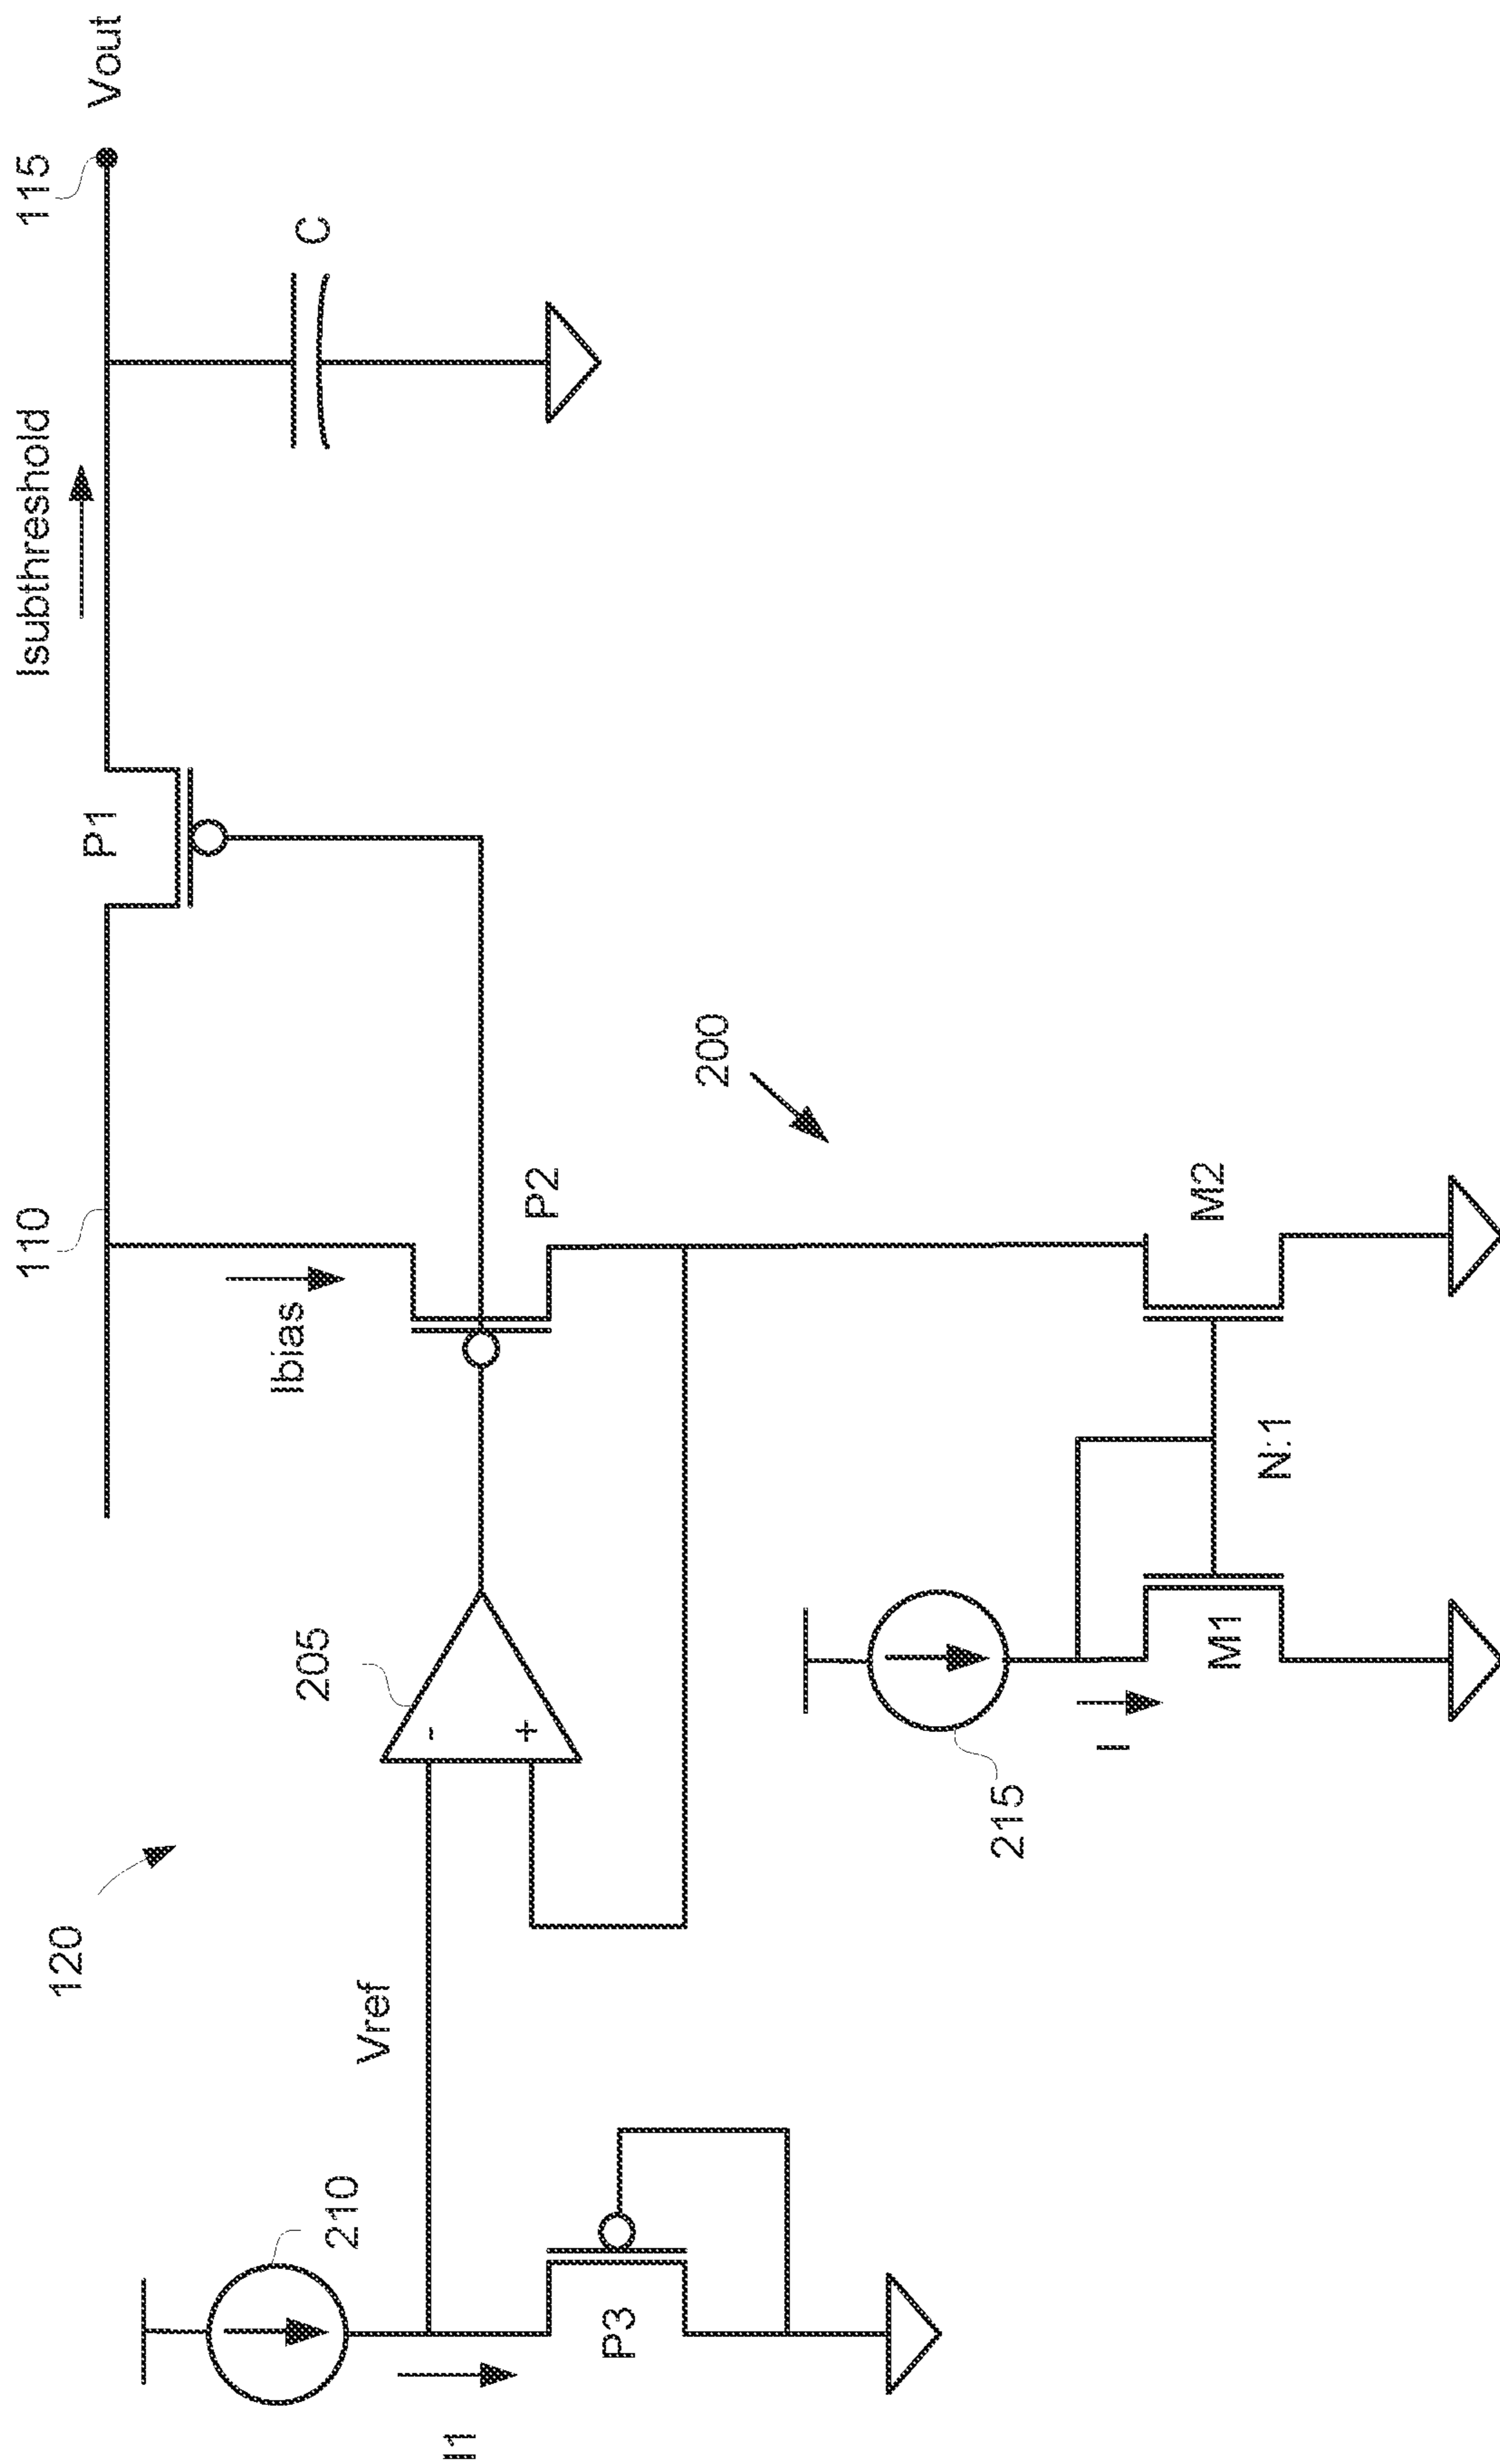 115
Vout
Isubthreshold
C
P1
110
Ibias
P2
200
M2
N:1
M1
205
-
+
120
215
I
Vref
210
P3
I1